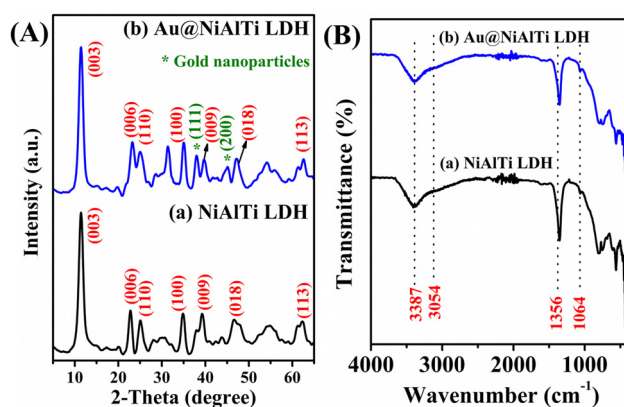 (A)
(b) Au@NiAlTi LDH
(003)
* Gold nanoparticles
(006)
(110)
(100)
* (111)
(009)
* (200)
(018)
(113)
(a) NiAlTi LDH
(003)
(006)
(110)
(100)
(009)
(018)
(113)
Intensity (a.u.)
10 20 30 40 50 60
2-Theta (degree)
(B)
(b) Au@NiAlTi LDH
(a) NiAlTi LDH
3387
3054
1356
1064
Transmittance (%)
4000 3000 2000 1000
Wavenumber (cm⁻¹)